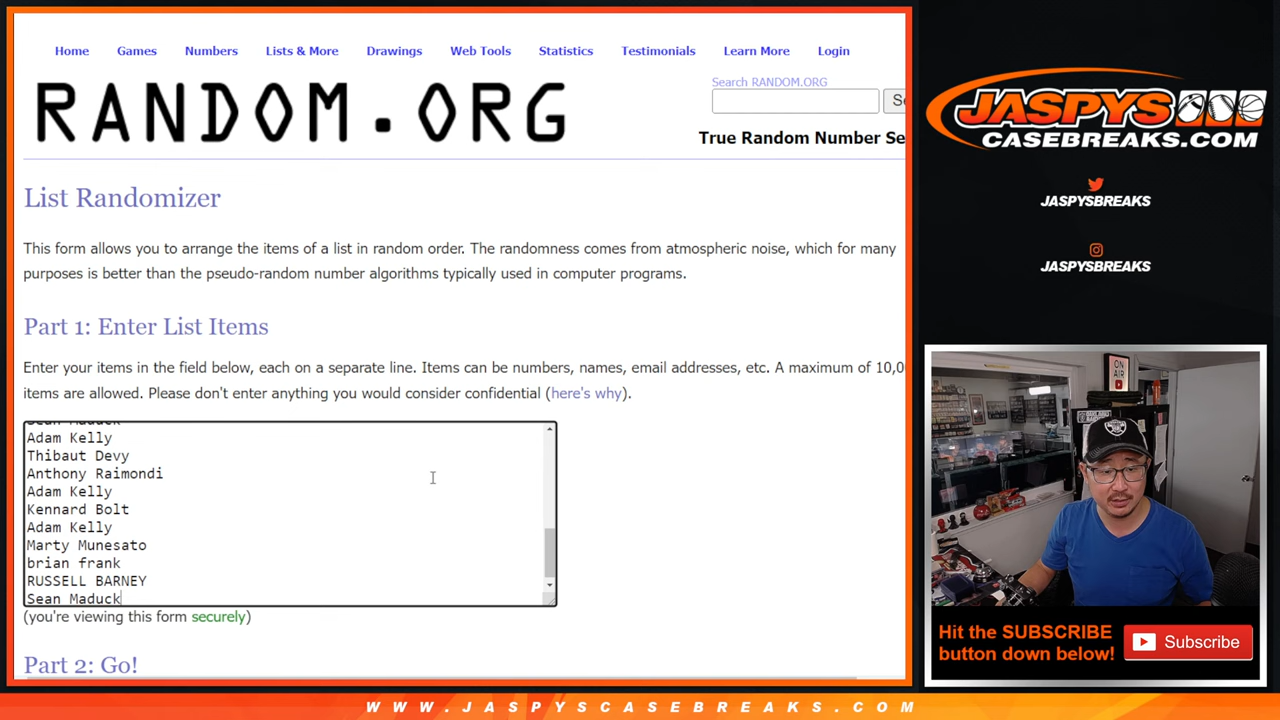 Home Games Numbers Lists & More Drawings Web Tools Statistics Testimonials Learn More Login
RANDOM.ORG
Search RANDOM.ORG
True Random Number Se
List Randomizer
This form allows you to arrange the items of a list in random order. The randomness comes from atmospheric noise, which for many
purposes is better than the pseudo-random number algorithms typically used in computer programs.
Part 1: Enter List Items
Enter your items in the field below, each on a separate line. Items can be numbers, names, email addresses, etc. A maximum of 10,0
items are allowed. Please don't enter anything you would consider confidential (here's why).
Sean Maduck
Adam Kelly
Thibaut Devy
Anthony Raimondi
Adam Kelly
Kennard Bolt
Adam Kelly
Marty Munesato
brian frank
RUSSELL BARNEY
Sean Maduck
(you're viewing this form securely)
Part 2: Go!
JASPYS
CASEBREAKS.COM
JASPYSBREAKS
JASPYSBREAKS
ON
AIR
Hit the SUBSCRIBE
button down below!
Subscribe
WWW.JASPYSCASEBREAKS.COM